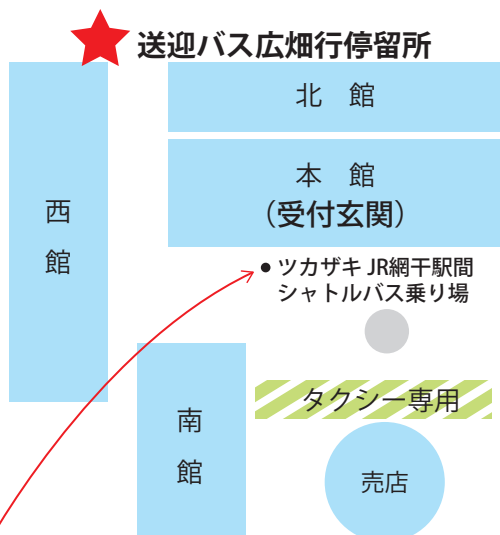 送迎バス広畑行停留所
北 館
本 館
（受付玄関）
西
館
● ツカザキ JR網干駅間
シャトルバス乗り場
タクシー専用
南
館
売店